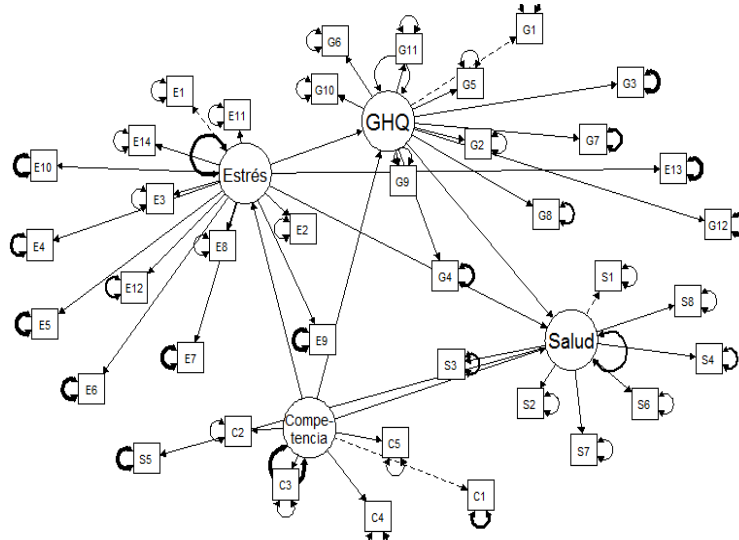 G1
G6
G11
G5
G3
E1
G10
E11
GHQ
E14
G2
G7
E10
Estrés
G9
E13
E3
G8
E4
E8
E2
G12
E12
G4
S1
S8
E5
E9
Salud
E7
S3
S4
E6
S2
S6
Compe-
tencia
C2
C5
S5
S7
C3
C1
C4